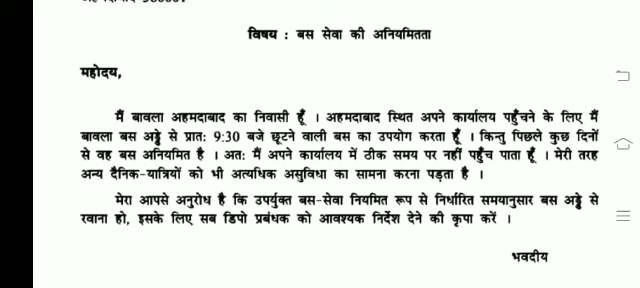 विषय : बस सेवा की अनियमितता
महोदय,
मैं बावला अहमदाबाद का निवासी हूँ । अहमदाबाद स्थित अपने कार्यालय पहुँचने के लिए मैं
बावला बस अड्डे से प्रात: 9:30 बजे छूटने वाली बस का उपयोग करता हूँ । किन्तु पिछले कुछ दिनों
से वह बस अनियमित है । अत: मैं अपने कार्यालय में ठीक समय पर नहीं पहुँच पाता हूँ । मेरी तरह
अन्य दैनिक-यात्रियों को भी अत्यधिक असुविधा का सामना करना पड़ता है ।
मेरा आपसे अनुरोध है कि उपर्युक्त बस-सेवा नियमित रूप से निर्धारित समयानुसार बस अड्डे से
रवाना हो, इसके लिए सब डिपो प्रबंधक को आवश्यक निर्देश देने की कृपा करें ।
भवदीय